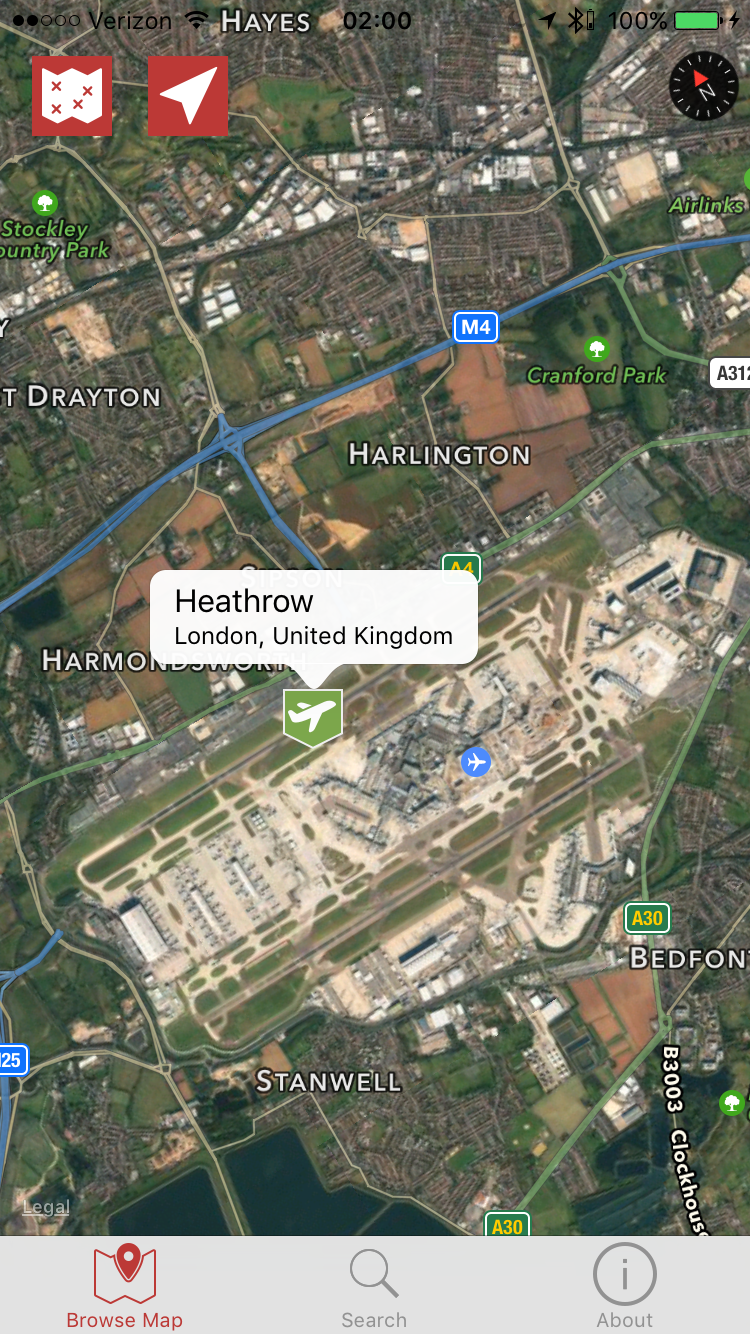 Verizon
HAYES
02:00
100%
N
Stockley
ountry Park
Airlinks
M4
Cranford Park
A312
T DRAYTON
HARLINGTON
A4
SIPSON
Heathrow
London, United Kingdom
HARMONDSWORTH
A30
BEDFONT
M25
STANWELL
B3003
Clockhouse
Legal
A30
Browse Map
Search
About